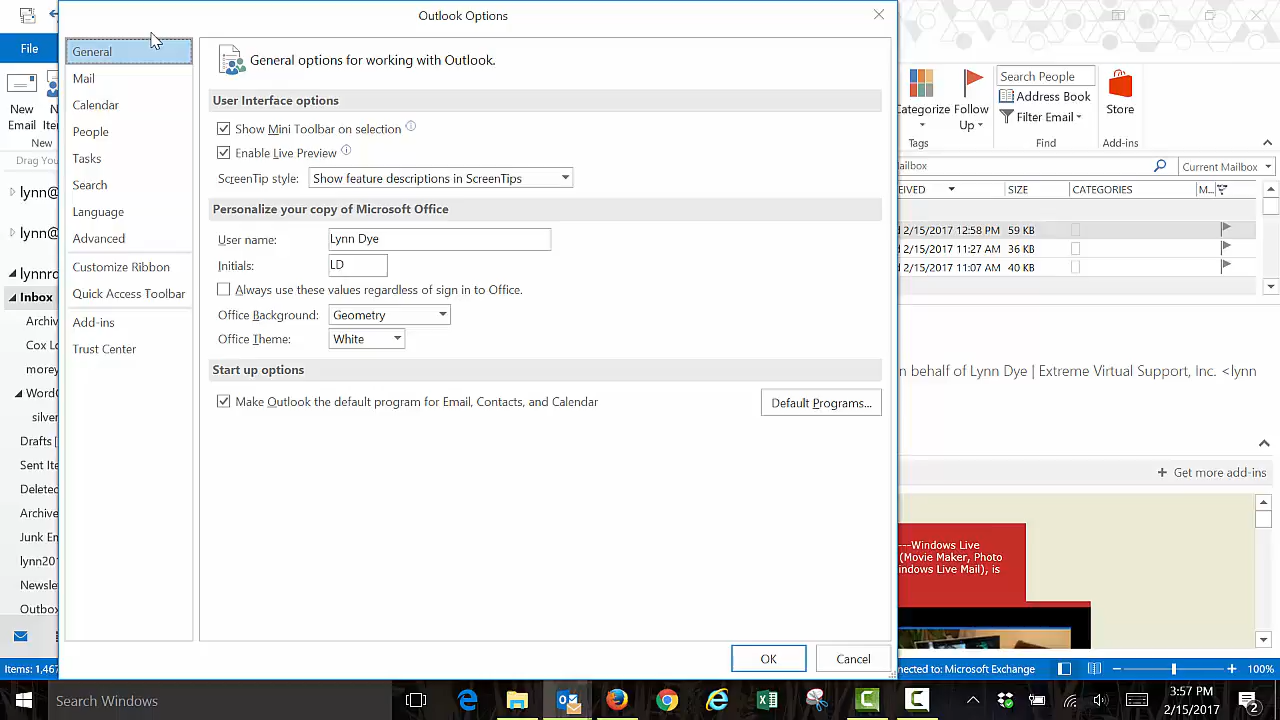 Outlook Options
File
General
Mail
Calendar
People
Tasks
Search
Language
Advanced
Customize Ribbon
Quick Access Toolbar
Add-ins
Trust Center
General options for working with Outlook.
User Interface options
Show Mini Toolbar on selection
Enable Live Preview
ScreenTip style: Show feature descriptions in ScreenTips
Personalize your copy of Microsoft Office
User name: Lynn Dye
Initials: LD
Always use these values regardless of sign in to Office.
Office Background: Geometry
Office Theme: White
Start up options
Make Outlook the default program for Email, Contacts, and Calendar
Default Programs...
OK Cancel
New
Email
N
Iter
New
Drag You
lynn@
lynn@
lynnro
Inbox
Archiv
Cox Lo
morey
WordC
silver
Drafts [
Sent Ite
Deleted
Archive
Junk Em
lynn201
Newsle
Outbox
Items: 1,467
Search People
Address Book
Filter Email
Find
Categorize
Follow
Up
Tags
Store
Add-ins
ailbox
Current Mailbox
EIVED SIZE CATEGORIES M...
d 2/15/2017 12:58 PM 59 KB
d 2/15/2017 11:27 AM 36 KB
d 2/15/2017 11:07 AM 40 KB
n behalf of Lynn Dye | Extreme Virtual Support, Inc. <lynn
+ Get more add-ins
---Windows Live
(Movie Maker, Photo
indows Live Mail), is
nnected to: Microsoft Exchange
100%
Search Windows
3:57 PM
2/15/2017
2